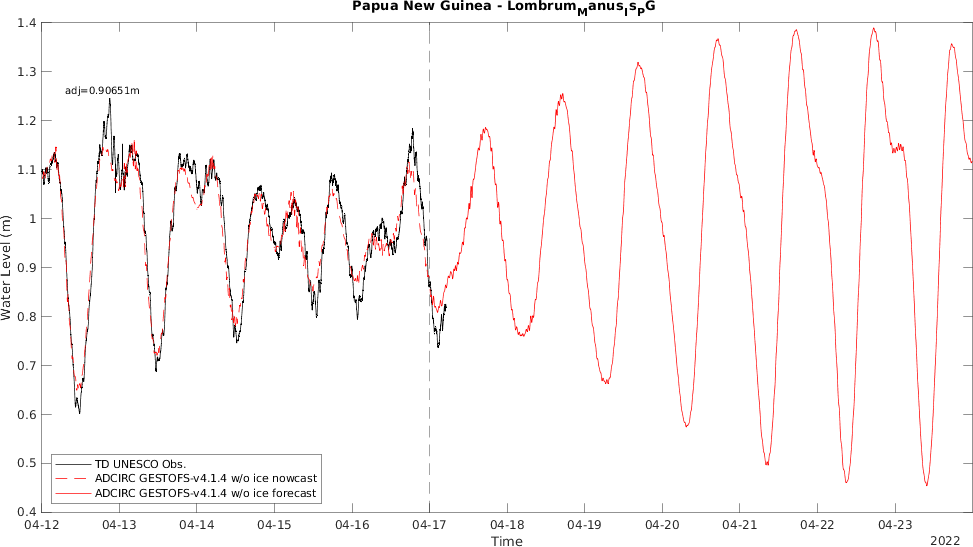 Papua New Guinea - Lombrum_Manus_Is_PG
1.4
1.3
1.2
1.1
1
0.9
0.8
0.7
0.6
0.5
0.4
Water Level (m)
adj=0.90651m
TD UNESCO Obs.
ADCIRC GESTOFS-v4.1.4 w/o ice nowcast
ADCIRC GESTOFS-v4.1.4 w/o ice forecast
04-12 04-13 04-14 04-15 04-16 04-17 04-18 04-19 04-20 04-21 04-22 04-23
Time
2022